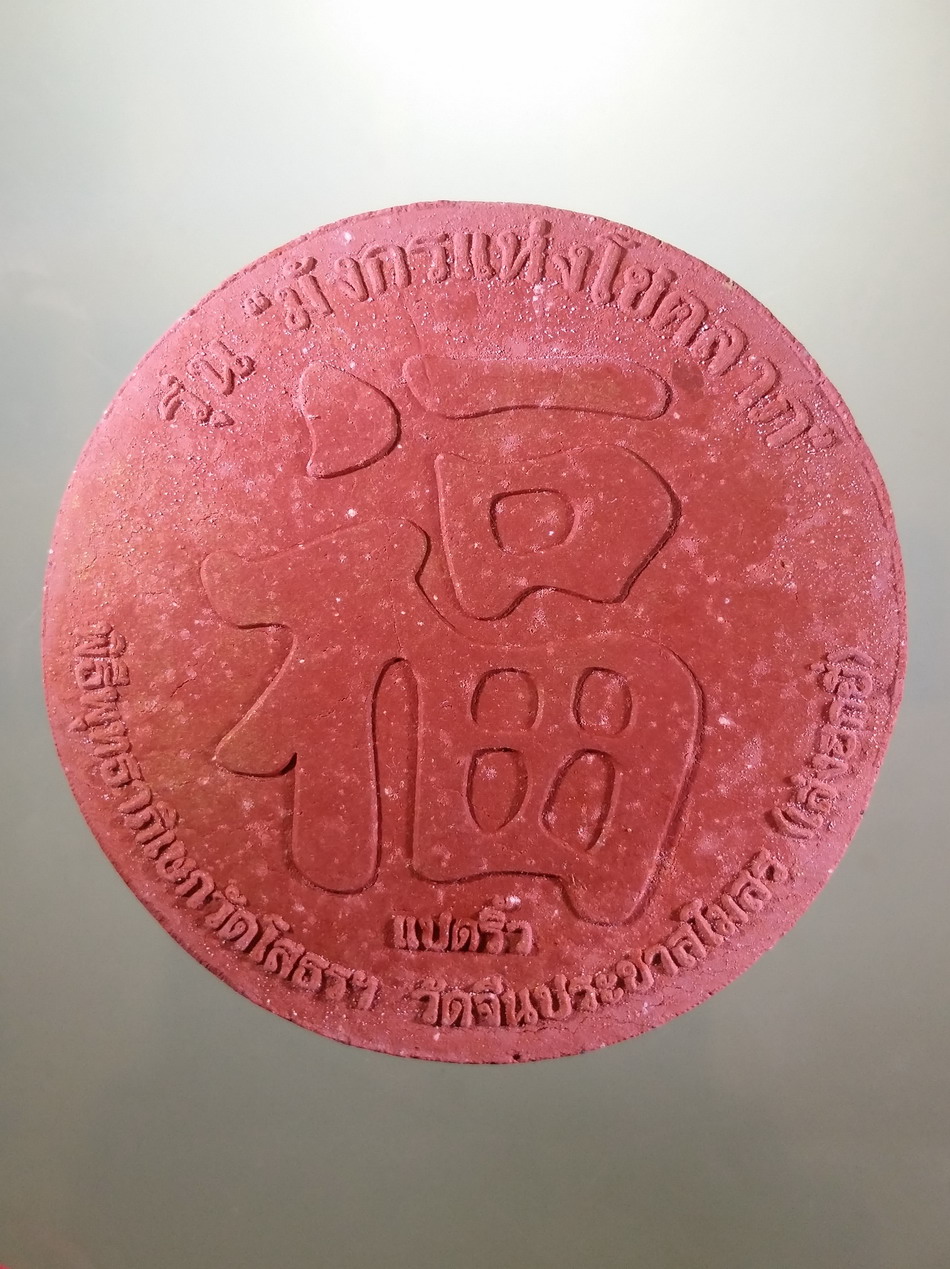 รุ่น "มังกรแห่งโชคลาภ"
福
แปดริ้ว
พิธีพุทธาภิเษกวัดโสธรฯ วัดจีนประชาสโมสร (เล่งฮกยี่)